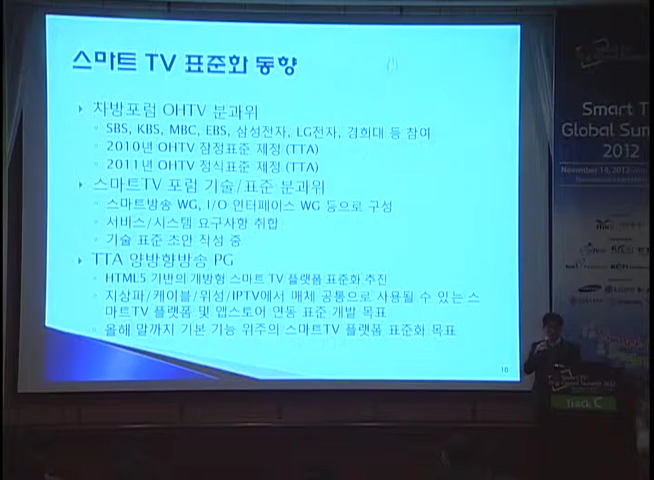 스마트 TV 표준화 동향
차방포럼 OHTV 분과위
SBS, KBS, MBC, EBS, 삼성전자, LG전자, 경희대 등 참여
2010년 OHTV 잠정표준 제정 (TTA)
2011년 OHTV 정식표준 제정 (TTA)
스마트TV 포럼 기술/표준 분과위
스마트방송 WG, I/O 인터페이스 WG 등으로 구성
서비스/시스템 요구사항 취합
기술 표준 초안 작성 중
TTA 양방향방송 PG
HTML5 기반의 개방형 스마트 TV 플랫폼 표준화 추진
지상파/케이블/위성/IPTV에서 매체 공통으로 사용될 수 있는 스
마트TV 플랫폼 및 앱스토어 연동 표준 개발 목표
올해 말까지 기본 기능 위주의 스마트TV 플랫폼 표준화 목표
10
Smart T
Global Sum
2012
November 14, 2012
Track C